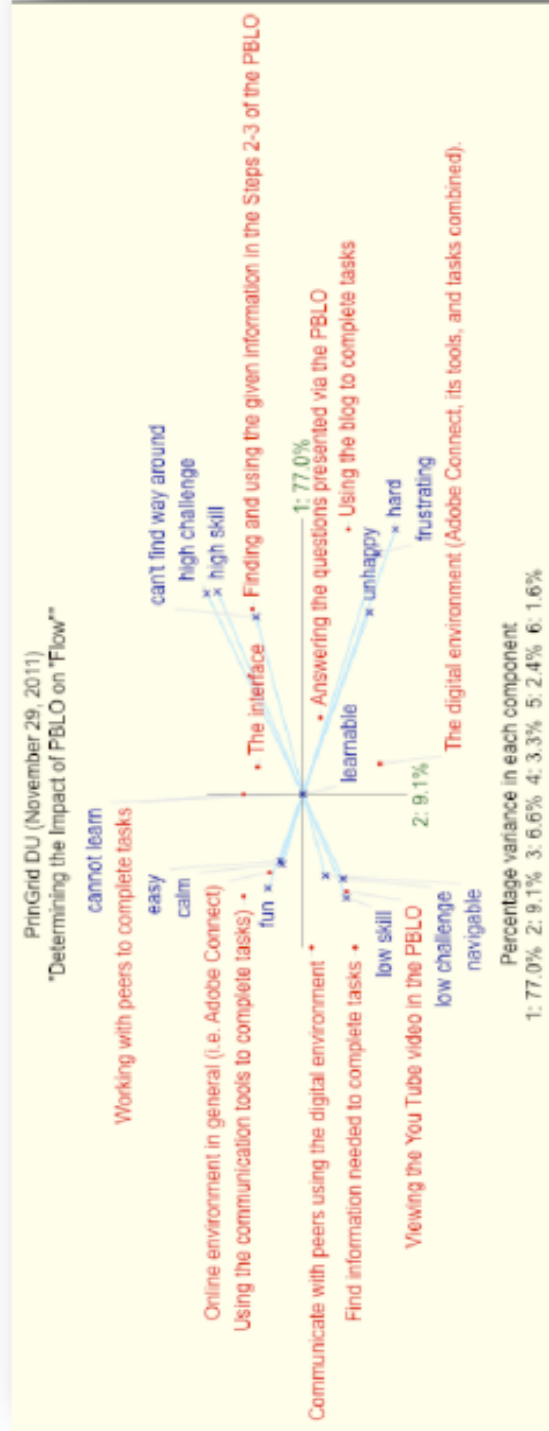 PrinGrid DU (November 29, 2011)
"Determining the Impact of PBLO on "Flow""
cannot learn
Working with peers to complete tasks
easy
calm
Online environment in general (i.e. Adobe Connect)
Using the communication tools to complete tasks)
fun
can't find way around
high challenge
high skill
The interface
Finding and using the given information in the Steps 2-3 of the PBLO
1: 77.0%
Communicate with peers using the digital environment
learnable
Answering the questions presented via the PBLO
Find information needed to complete tasks
Using the blog to complete tasks
unhappy
low skill
hard
Viewing the You Tube video in the PBLO
2: 9.1%
frustrating
low challenge
navigable
The digital environment (Adobe Connect, its tools, and tasks combined).
Percentage variance in each component
1: 77.0% 2: 9.1% 3: 6.6% 4: 3.3% 5: 2.4% 6: 1.6%